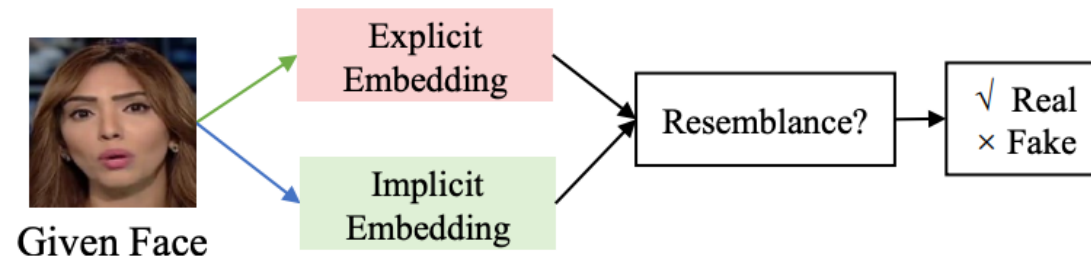 Explicit
Embedding
Implicit
Embedding
Given Face
Resemblance?
√ Real
× Fake